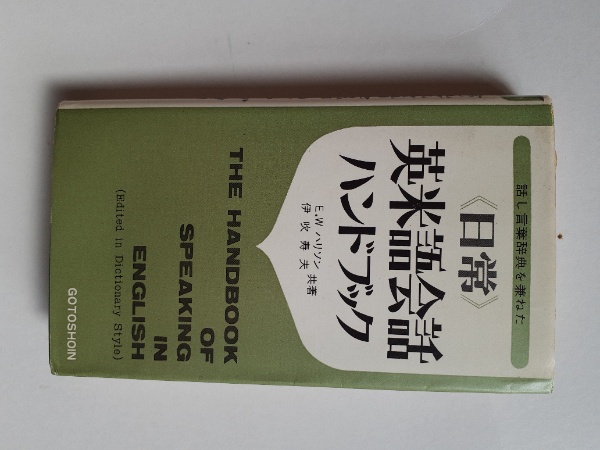 話し言葉辞典を兼ねた
《日常》
英米語会話
ハンドブック
E.W ハリソン 共著
伊吹寿夫
THE HANDBOOK
OF
SPEAKING
IN
ENGLISH
(Edited in Dictionary Style)
GOTOSHOIN